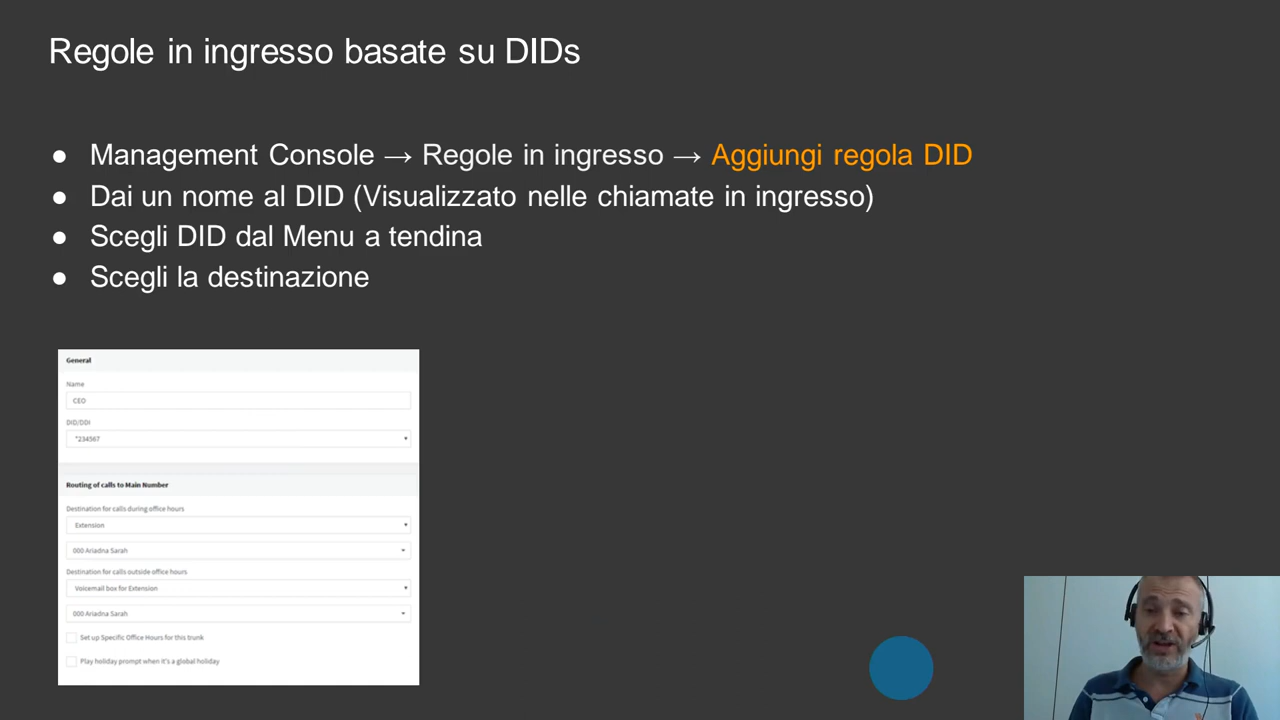 Regole in ingresso basate su DIDs
● Management Console → Regole in ingresso → Aggiungi regola DID
● Dai un nome al DID (Visualizzato nelle chiamate in ingresso)
● Scegli DID dal Menu a tendina
● Scegli la destinazione
General
Name
CEO
DID/DDI
*234567
Routing of calls to Main Number
Destination for calls during office hours
Extension
000 Ariadna Sarah
Destination for calls outside office hours
Voicemail box for Extension
000 Ariadna Sarah
Set up Specific Office Hours for this trunk
Play holiday prompt when it's a global holiday